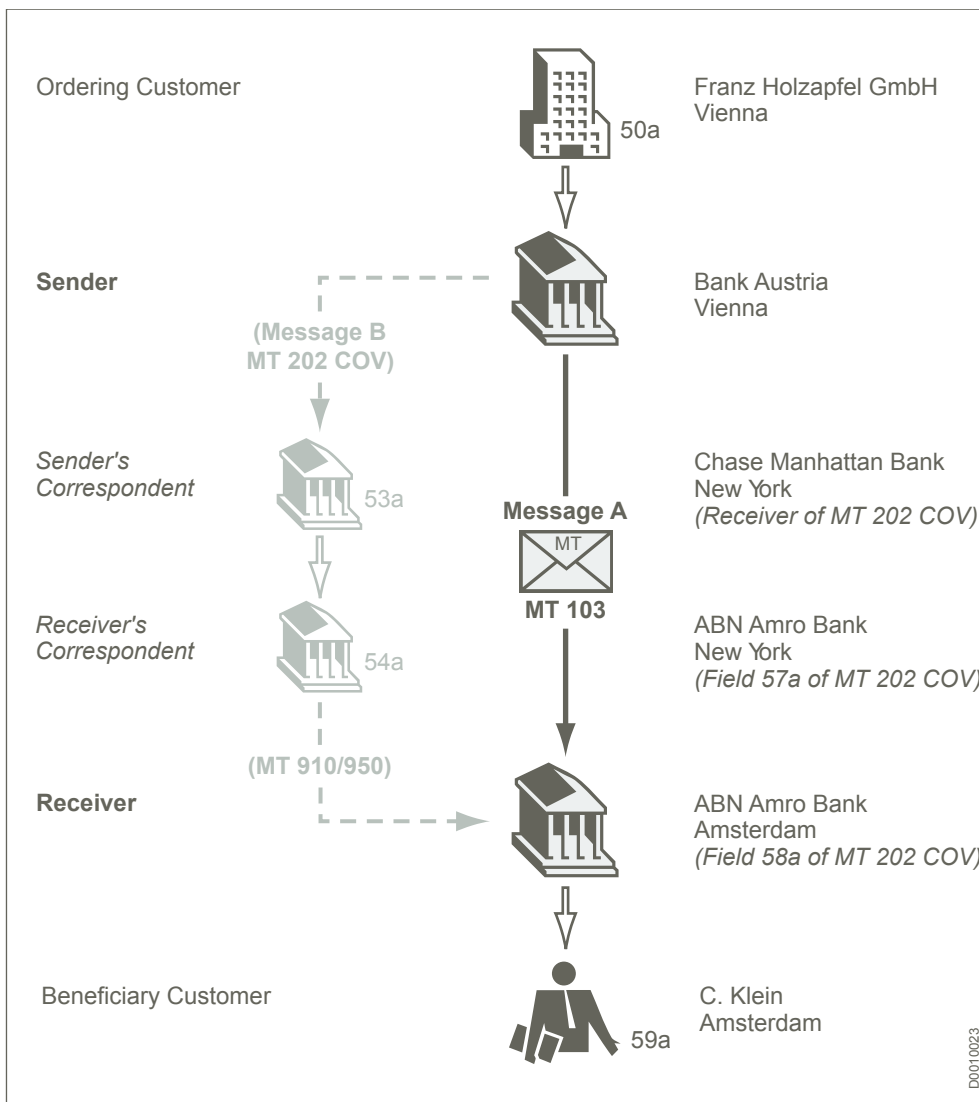 Ordering Customer
50a
Franz Holzapfel GmbH
Vienna
Sender
Bank Austria
Vienna
(Message B
MT 202 COV)
Sender's
Correspondent
53a
Chase Manhattan Bank
New York
(Receiver of MT 202 COV)
Message A
MT
MT 103
Receiver's
Correspondent
54a
ABN Amro Bank
New York
(Field 57a of MT 202 COV)
(MT 910/950)
Receiver
ABN Amro Bank
Amsterdam
(Field 58a of MT 202 COV)
Beneficiary Customer
59a
C. Klein
Amsterdam
D0010023